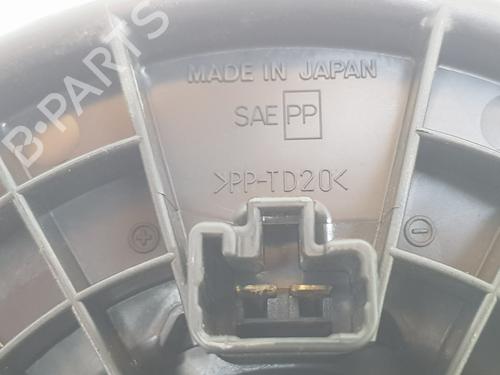 B-PARTS
MADE IN JAPAN
SAE PP
>PP-TD20<
+
-